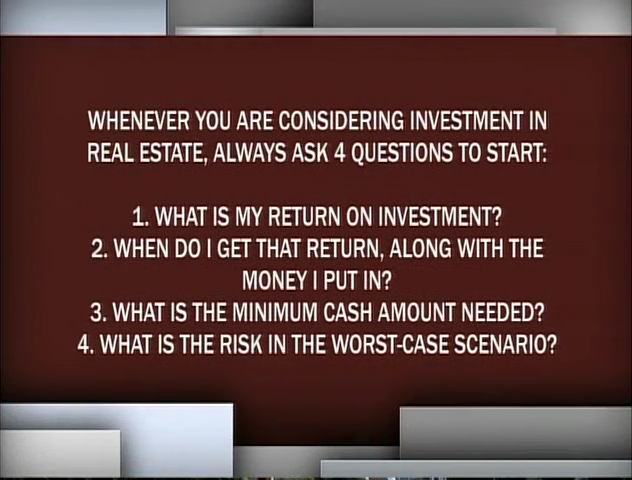 WHENEVER YOU ARE CONSIDERING INVESTMENT IN
REAL ESTATE, ALWAYS ASK 4 QUESTIONS TO START:
1. WHAT IS MY RETURN ON INVESTMENT?
2. WHEN DO I GET THAT RETURN, ALONG WITH THE
MONEY I PUT IN?
3. WHAT IS THE MINIMUM CASH AMOUNT NEEDED?
4. WHAT IS THE RISK IN THE WORST-CASE SCENARIO?